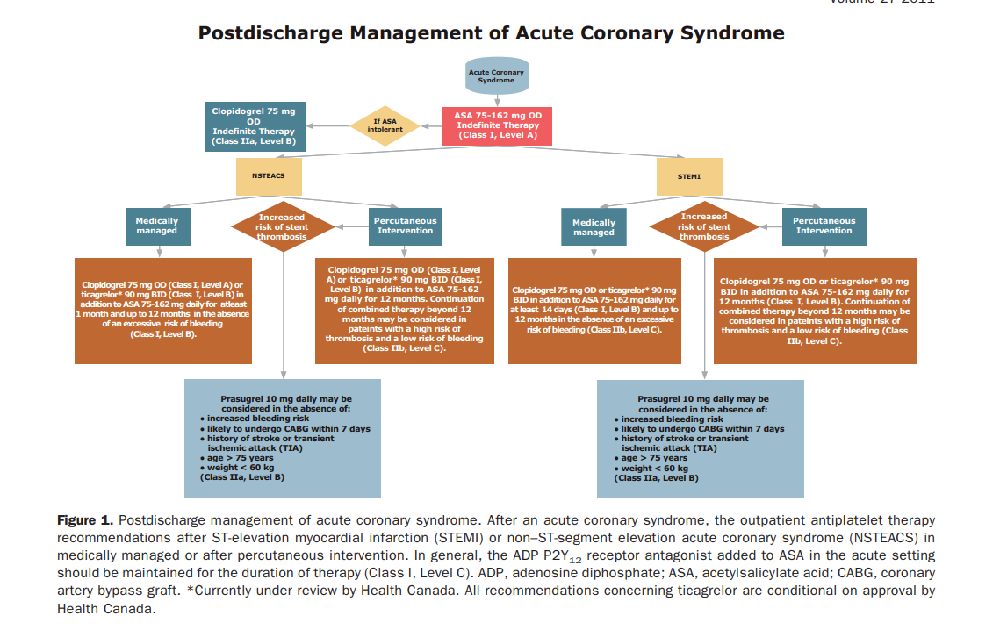 Volume 27 2011
Postdischarge Management of Acute Coronary Syndrome
Acute Coronary
Syndrome
Clopidogrel 75 mg
OD
Indefinite Therapy
(Class IIa, Level B)
If ASA
intolerant
ASA 75-162 mg OD
Indefinite Therapy
(Class I, Level A)
NSTEACS
STEMI
Medically
managed
Increased
risk of stent
thrombosis
Percutaneous
Intervention
Medically
managed
Increased
risk of stent
thrombosis
Percutaneous
Intervention
Clopidogrel 75 mg OD (Class I, Level A) or
ticagrelor* 90 mg BID (Class I, Level B) in
addition to ASA 75-162 mg daily for atleast
1 month and up to 12 months in the absence
of an excessive risk of bleeding
(Class I, Level B).
Clopidogrel 75 mg OD (Class I, Level
A) or ticagrelor* 90 mg BID (Class I,
Level B) in addition to ASA 75-162
mg daily for 12 months. Continuation
of combined therapy beyond 12
months may be considered in
pateints with a high risk of
thrombosis and a low risk of bleeding
(Class IIb, Level C).
Clopidogrel 75 mg OD or ticagrelor* 90 mg
BID in addition to ASA 75-162 mg daily for
at least 14 days (Class I, Level B) and up to
12 months in the absence of an excessive
risk of bleeding (Class IIb, Level C).
Clopidogrel 75 mg OD or ticagrelor* 90 mg
BID in addition to ASA 75-162 mg daily for
12 months (Class I, Level B). Continuation of
combined therapy beyond 12 months may be
considered in pateints with a high risk of
thrombosis and a low risk of bleeding (Class
IIb, Level C).
Prasugrel 10 mg daily may be
considered in the absence of:
• increased bleeding risk
• likely to undergo CABG within 7 days
• history of stroke or transient
ischemic attack (TIA)
• age > 75 years
• weight < 60 kg
(Class IIa, Level B)
Prasugrel 10 mg daily may be
considered in the absence of:
• increased bleeding risk
• likely to undergo CABG within 7 days
• history of stroke or transient
ischemic attack (TIA)
• age > 75 years
• weight < 60 kg
(Class IIa, Level B)
Figure 1. Postdischarge management of acute coronary syndrome. After an acute coronary syndrome, the outpatient antiplatelet therapy
recommendations after ST-elevation myocardial infarction (STEMI) or non–ST-segment elevation acute coronary syndrome (NSTEACS) in
medically managed or after percutaneous intervention. In general, the ADP P2Y12 receptor antagonist added to ASA in the acute setting
should be maintained for the duration of therapy (Class I, Level C). ADP, adenosine diphosphate; ASA, acetylsalicylate acid; CABG, coronary
artery bypass graft. *Currently under review by Health Canada. All recommendations concerning ticagrelor are conditional on approval by
Health Canada.